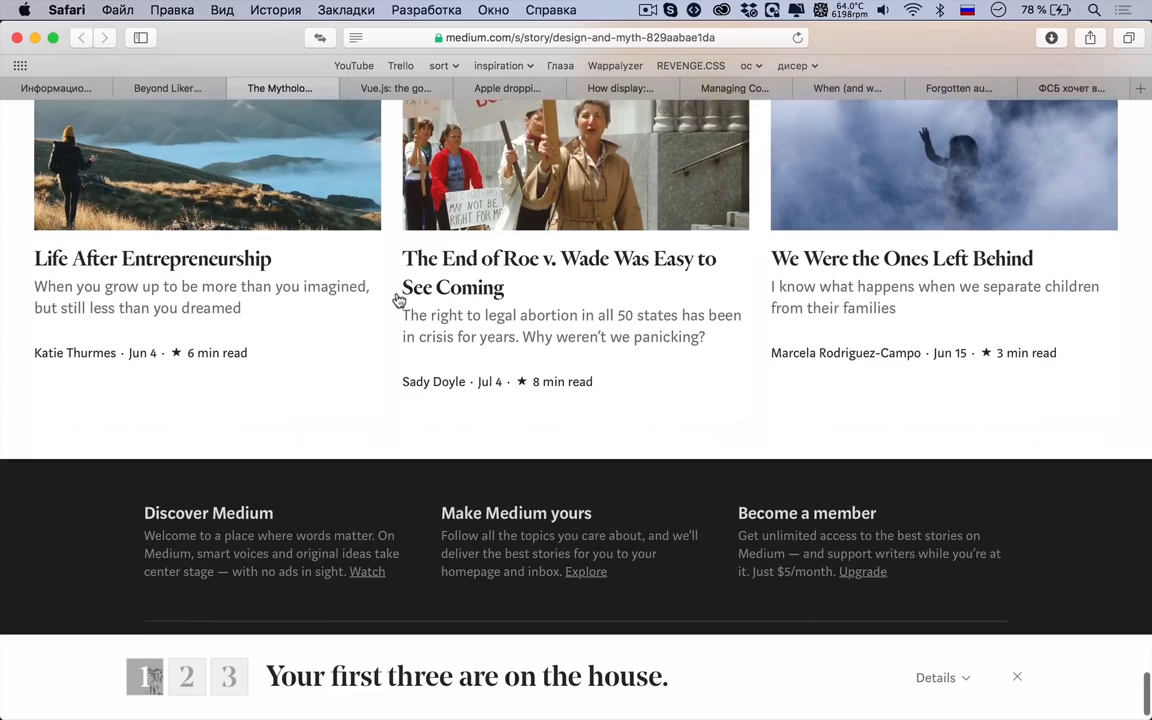 Safari Файл Правка Вид История Закладки Разработка Окно Справка 64.0°C 6198rpm 78 %
medium.com/s/story/design-and-myth-829aabae1da
YouTube Trello sort inspiration Глаза Wappalyzer REVENGE.CSS ос дисер
Информацио... Beyond Liker... The Mytholo... Vue.js: the go... Apple droppi... How display:... Managing Co... When (and w... Forgotten au... ФСБ хочет в...
MAY NOT BE
RIGHT FOR ME
Life After Entrepreneurship
When you grow up to be more than you imagined,
but still less than you dreamed
Katie Thurmes · Jun 4 · ★ 6 min read
The End of Roe v. Wade Was Easy to
See Coming
The right to legal abortion in all 50 states has been
in crisis for years. Why weren’t we panicking?
Sady Doyle · Jul 4 · ★ 8 min read
We Were the Ones Left Behind
I know what happens when we separate children
from their families
Marcela Rodriguez-Campo · Jun 15 · ★ 3 min read
Discover Medium
Welcome to a place where words matter. On
Medium, smart voices and original ideas take
center stage — with no ads in sight. Watch
Make Medium yours
Follow all the topics you care about, and we’ll
deliver the best stories for you to your
homepage and inbox. Explore
Become a member
Get unlimited access to the best stories on
Medium — and support writers while you’re at
it. Just $5/month. Upgrade
1 2 3 Your first three are on the house. Details